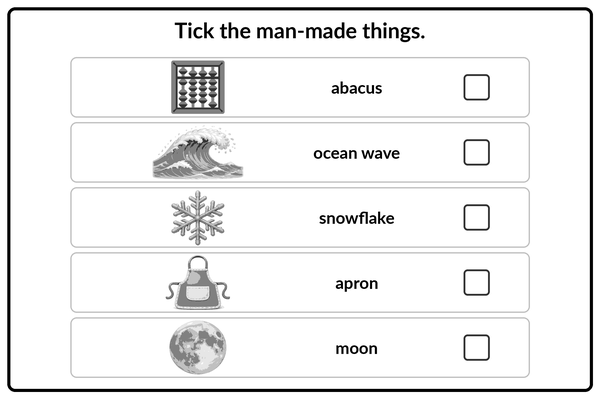 Tick the man-made things.
abacus
ocean wave
snowflake
apron
moon